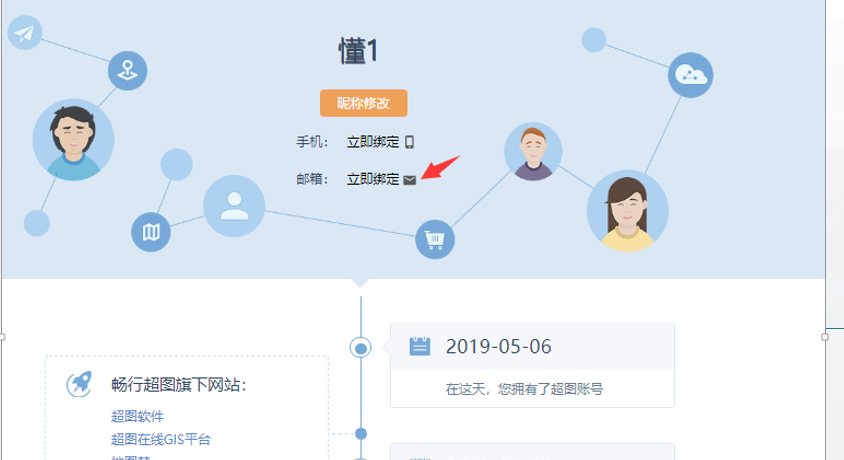 懂1
昵称修改
手机： 立即绑定
邮箱： 立即绑定
2019-05-06
在这天，您拥有了超图账号
畅行超图旗下网站：
超图软件
超图在线GIS平台